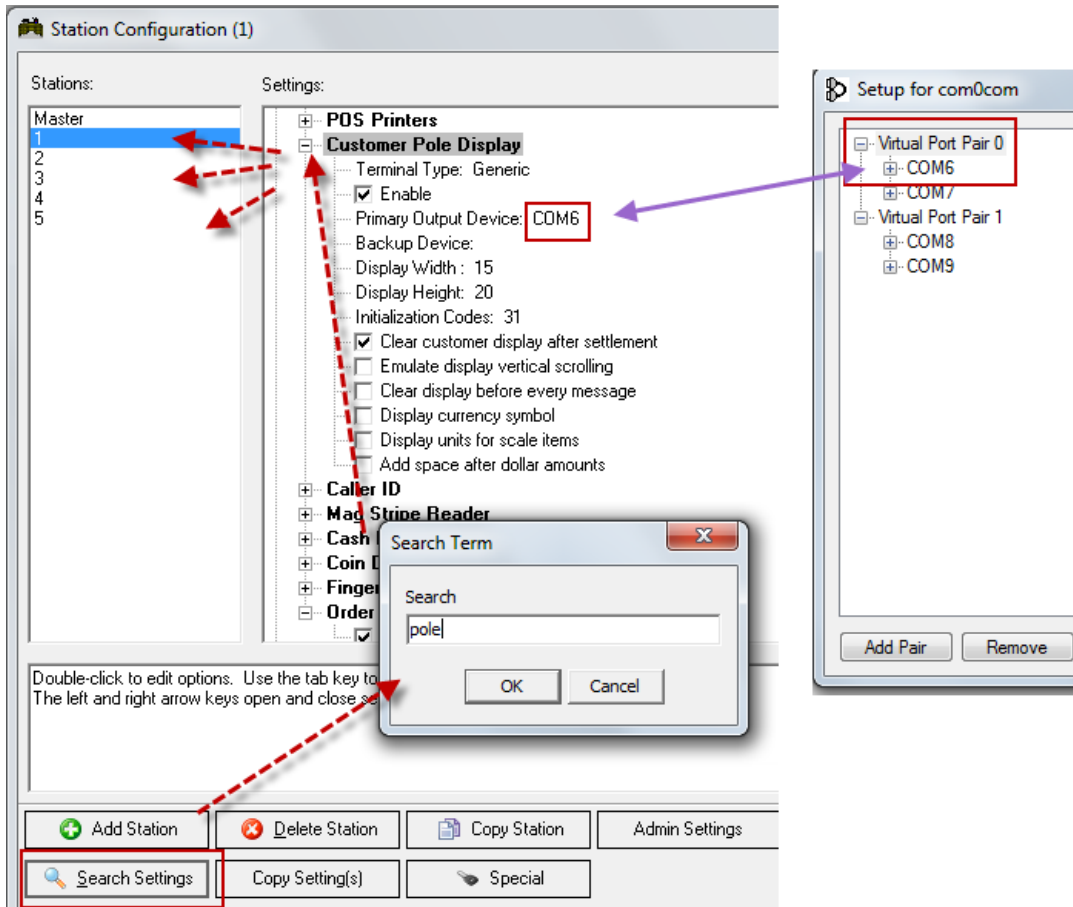 Station Configuration (1)
Stations:
Master
1
2
3
4
5
Settings:
POS Printers
Customer Pole Display
Terminal Type: Generic
Enable
Primary Output Device: COM6
Backup Device:
Display Width : 15
Display Height: 20
Initialization Codes: 31
Clear customer display after settlement
Emulate display vertical scrolling
Clear display before every message
Display currency symbol
Display units for scale items
Add space after dollar amounts
Caller ID
Mag Stripe Reader
Cash
Coin
Finger
Order
Search Term
X
Search
pole
OK Cancel
Double-click to edit options. Use the tab key to
The left and right arrow keys open and close
Add Station Delete Station Copy Station Admin Settings
Search Settings Copy Setting(s) Special
Setup for com0com
Virtual Port Pair 0
COM6
COM7
Virtual Port Pair 1
COM8
COM9
Add Pair Remove